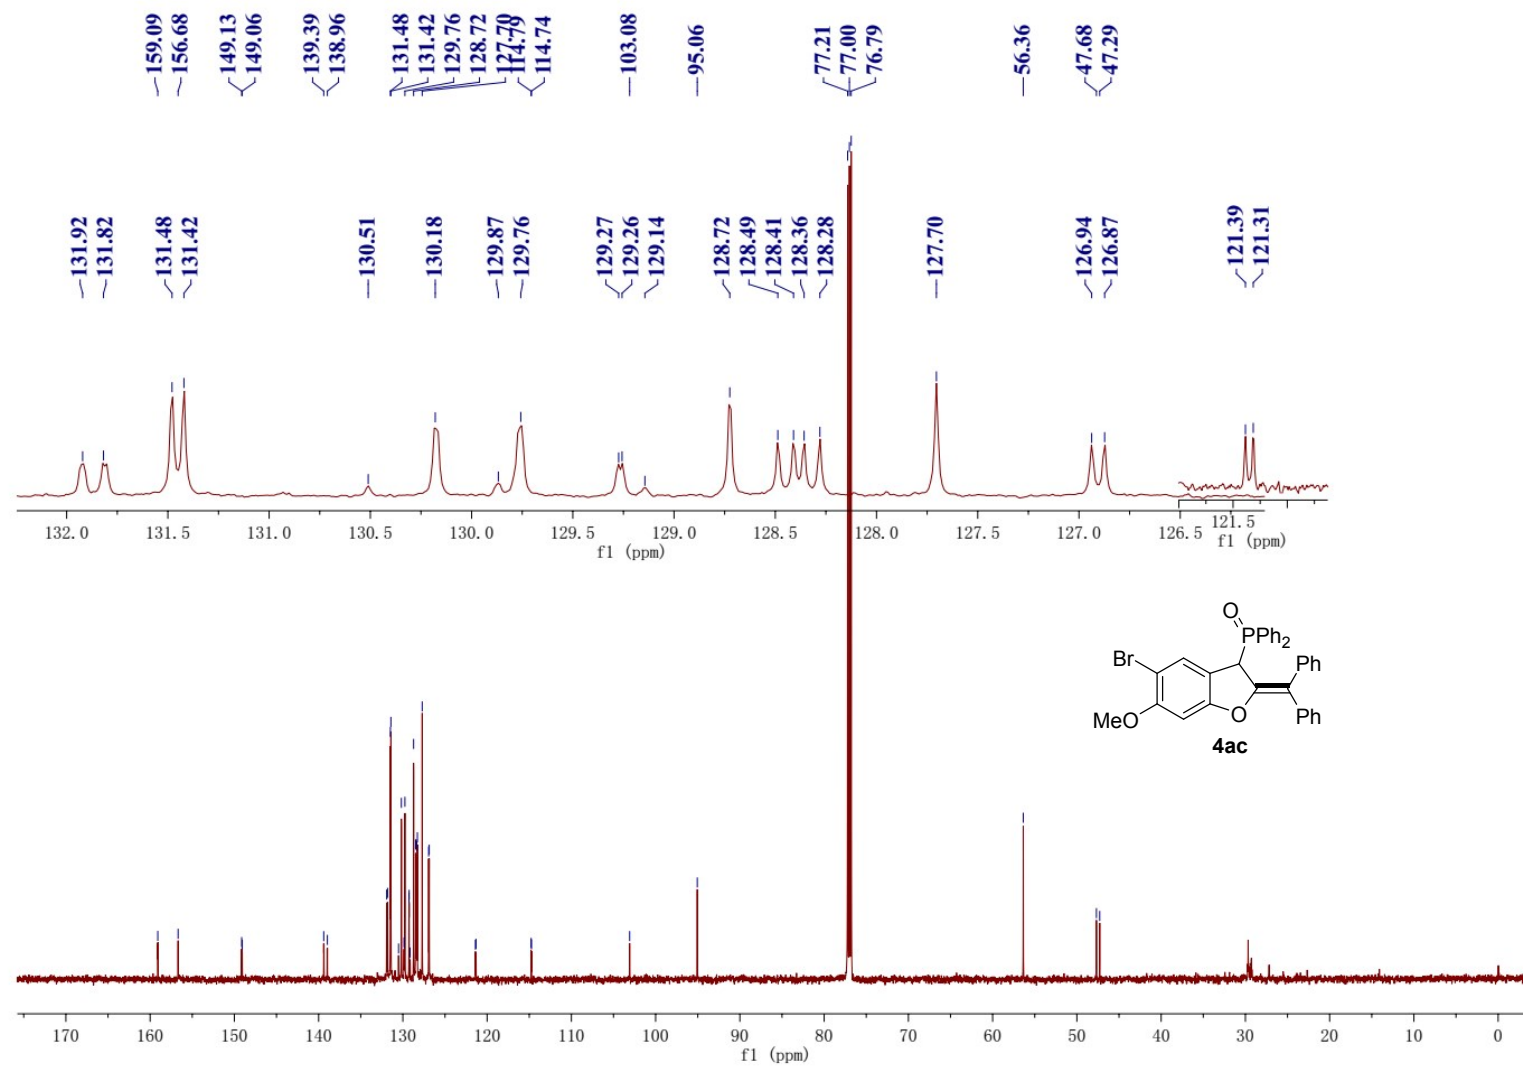 159.09 156.68 149.13 149.06 139.39 138.96 131.48 131.42 129.76 128.72 127.70 114.79 114.74 103.08 95.06 77.21 77.00 76.79 56.36 47.68 47.29
131.92 131.82 131.48 131.42 130.51 130.18 129.87 129.76 129.27 129.26 129.14 128.72 128.49 128.41 128.36 128.28 127.70 126.94 126.87 121.39 121.31
132.0 131.5 131.0 130.5 130.0 129.5 129.0 128.5 128.0 127.5 127.0 126.5 121.5
f1 (ppm) f1 (ppm)
O
PPh2
Br Ph
MeO O Ph
4ac
170 160 150 140 130 120 110 100 90 80 70 60 50 40 30 20 10 0
f1 (ppm)